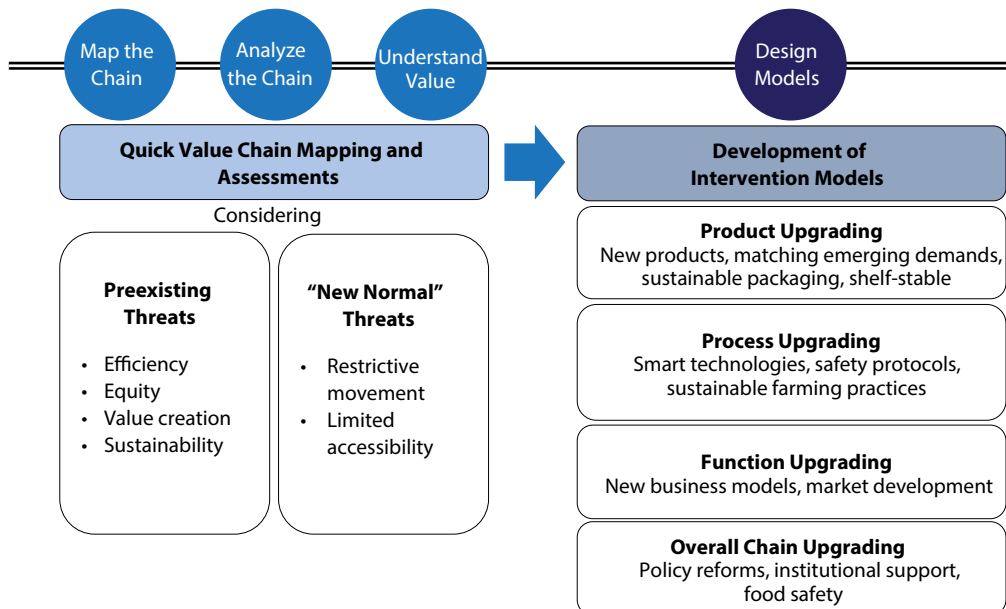 Map the
Chain
Analyze
the Chain
Understand
Value
Design
Models
Quick Value Chain Mapping and
Assessments
Considering
Preexisting
Threats
• Efficiency
• Equity
• Value creation
• Sustainability
“New Normal”
Threats
• Restrictive
movement
• Limited
accessibility
Development of
Intervention Models
Product Upgrading
New products, matching emerging demands,
sustainable packaging, shelf-stable
Process Upgrading
Smart technologies, safety protocols,
sustainable farming practices
Function Upgrading
New business models, market development
Overall Chain Upgrading
Policy reforms, institutional support,
food safety